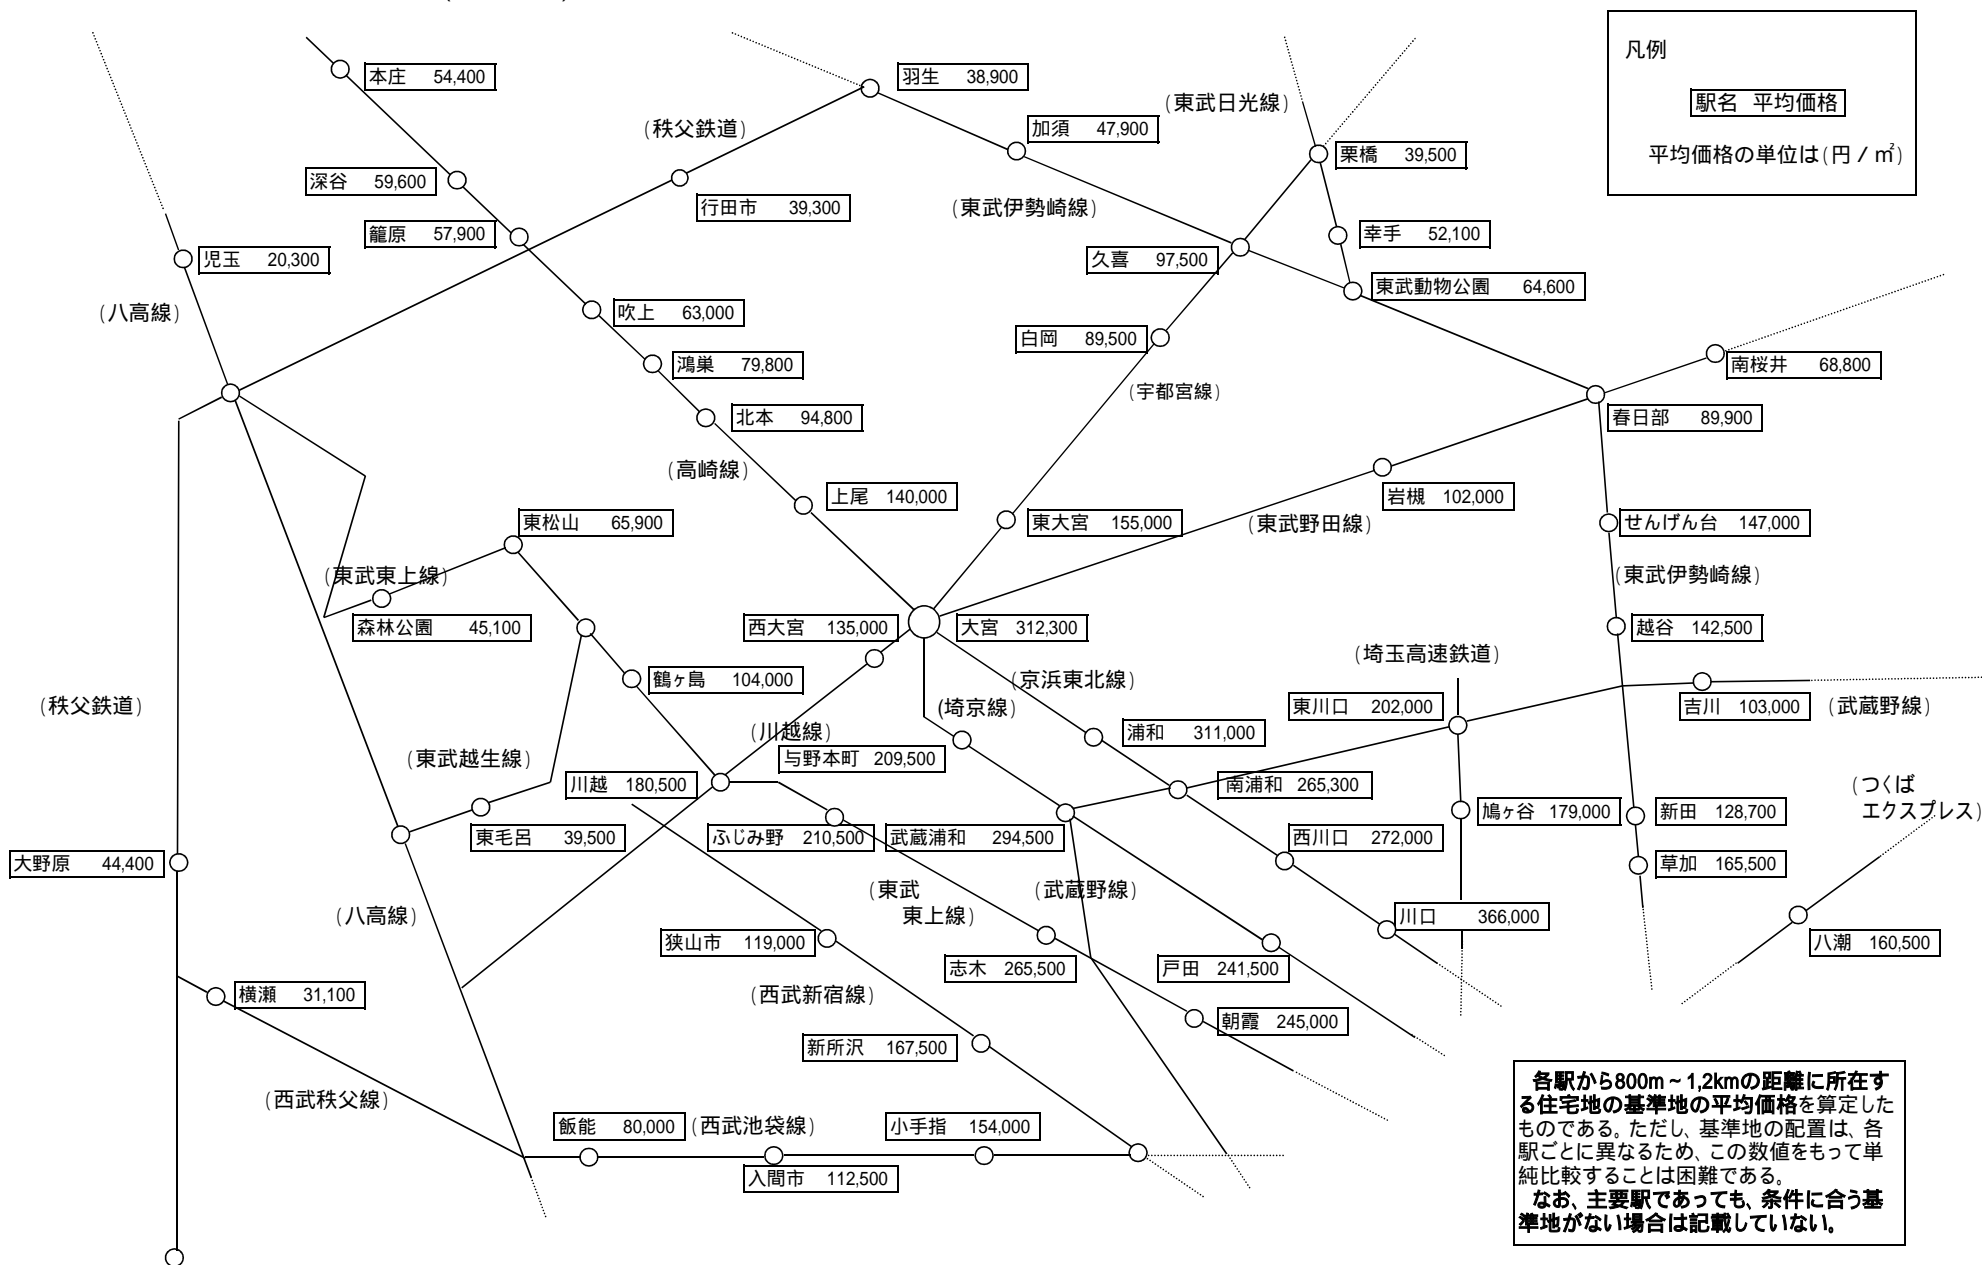 凡例
駅名 平均価格
平均価格の単位は(円／㎡)
本庄 54,400
羽生 38,900
(東武日光線)
(秩父鉄道)
加須 47,900
栗橋 39,500
深谷 59,600
行田市 39,300
(東武伊勢崎線)
籠原 57,900
幸手 52,100
児玉 20,300
久喜 97,500
東武動物公園 64,600
(八高線)
吹上 63,000
白岡 89,500
鴻巣 79,800
南桜井 68,800
(宇都宮線)
北本 94,800
春日部 89,900
(高崎線)
上尾 140,000
岩槻 102,000
東松山 65,900
東大宮 155,000
(東武野田線)
せんげん台 147,000
(東武東上線)
(東武伊勢崎線)
森林公園 45,100
西大宮 135,000
大宮 312,300
越谷 142,500
(埼玉高速鉄道)
鶴ヶ島 104,000
(京浜東北線)
(秩父鉄道)
(埼京線)
東川口 202,000
吉川 103,000
(武蔵野線)
(川越線)
浦和 311,000
(東武越生線)
与野本町 209,500
川越 180,500
南浦和 265,300
(つくば
エクスプレス)
鳩ヶ谷 179,000
新田 128,700
東毛呂 39,500
ふじみ野 210,500
武蔵浦和 294,500
西川口 272,000
大野原 44,400
草加 165,500
(東武
東上線)
(武蔵野線)
(八高線)
川口 366,000
狭山市 119,000
八潮 160,500
志木 265,500
戸田 241,500
横瀬 31,100
(西武新宿線)
朝霞 245,000
新所沢 167,500
(西武秩父線)
飯能 80,000
(西武池袋線)
小手指 154,000
入間市 112,500
各駅から800m～1,2kmの距離に所在す
る住宅地の基準地の平均価格を算定した
ものである。ただし、基準地の配置は、各
駅ごとに異なるため、この数値をもって単
純比較することは困難である。
なお、主要駅であっても、条件に合う基
準地がない場合は記載していない。